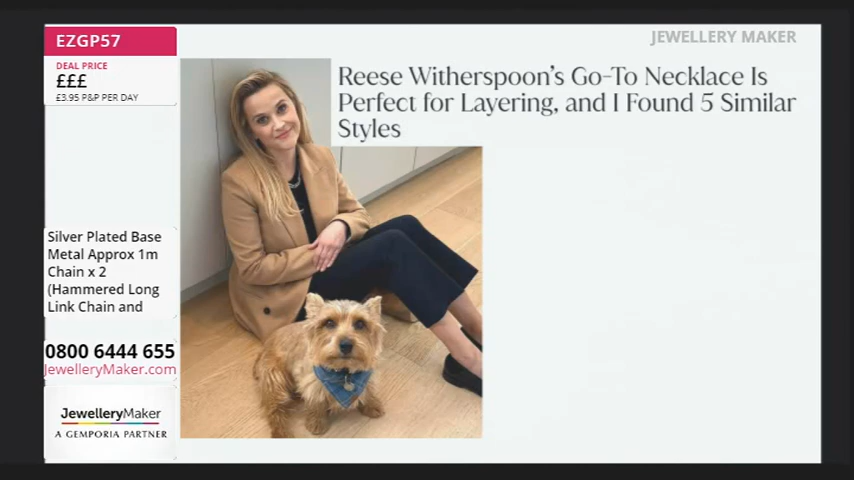 EZGP57
DEAL PRICE
£££
£3.95 P&P PER DAY
Silver Plated Base
Metal Approx 1m
Chain x 2
(Hammered Long
Link Chain and
0800 6444 655
JewelleryMaker.com
JewelleryMaker
A GEMPORIA PARTNER
JEWELLERY MAKER
Reese Witherspoon's Go-To Necklace Is
Perfect for Layering, and I Found 5 Similar
Styles